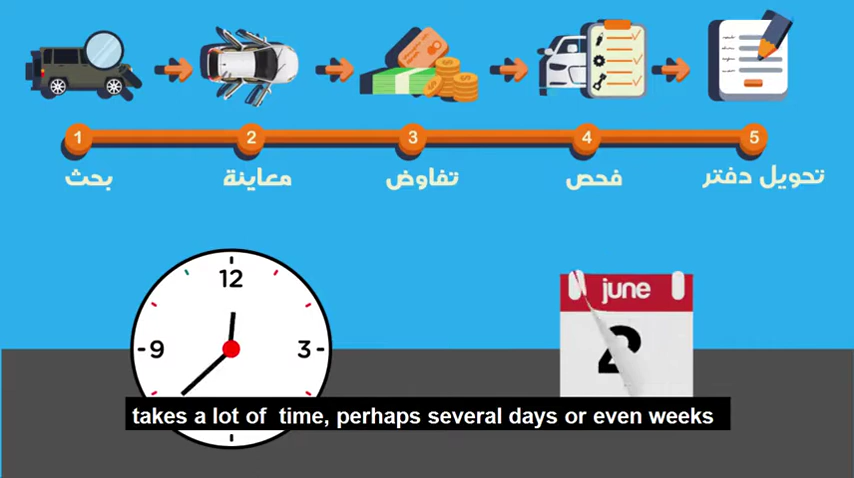 1
2
3
4
5
بحث
معاينة
تفاوض
فحص
تحويل دفتر
12
9
3
june
2
takes a lot of  time, perhaps several days or even weeks